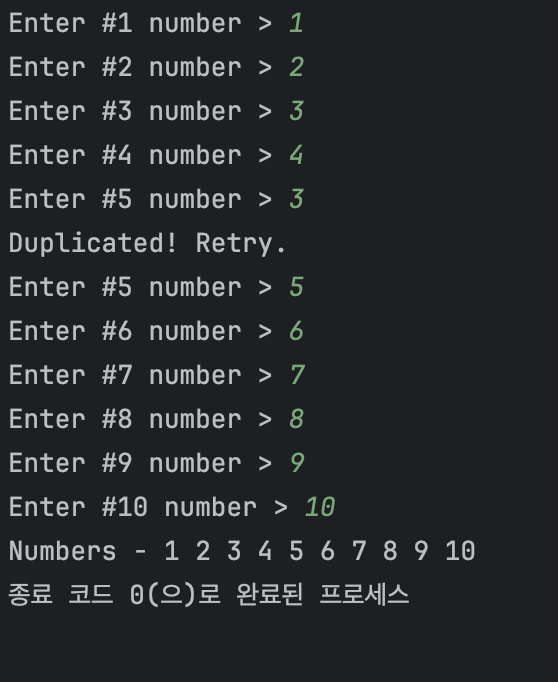 Enter #1 number > 1
Enter #2 number > 2
Enter #3 number > 3
Enter #4 number > 4
Enter #5 number > 3
Duplicated! Retry.
Enter #5 number > 5
Enter #6 number > 6
Enter #7 number > 7
Enter #8 number > 8
Enter #9 number > 9
Enter #10 number > 10
Numbers - 1 2 3 4 5 6 7 8 9 10
종료 코드 0(으)로 완료된 프로세스